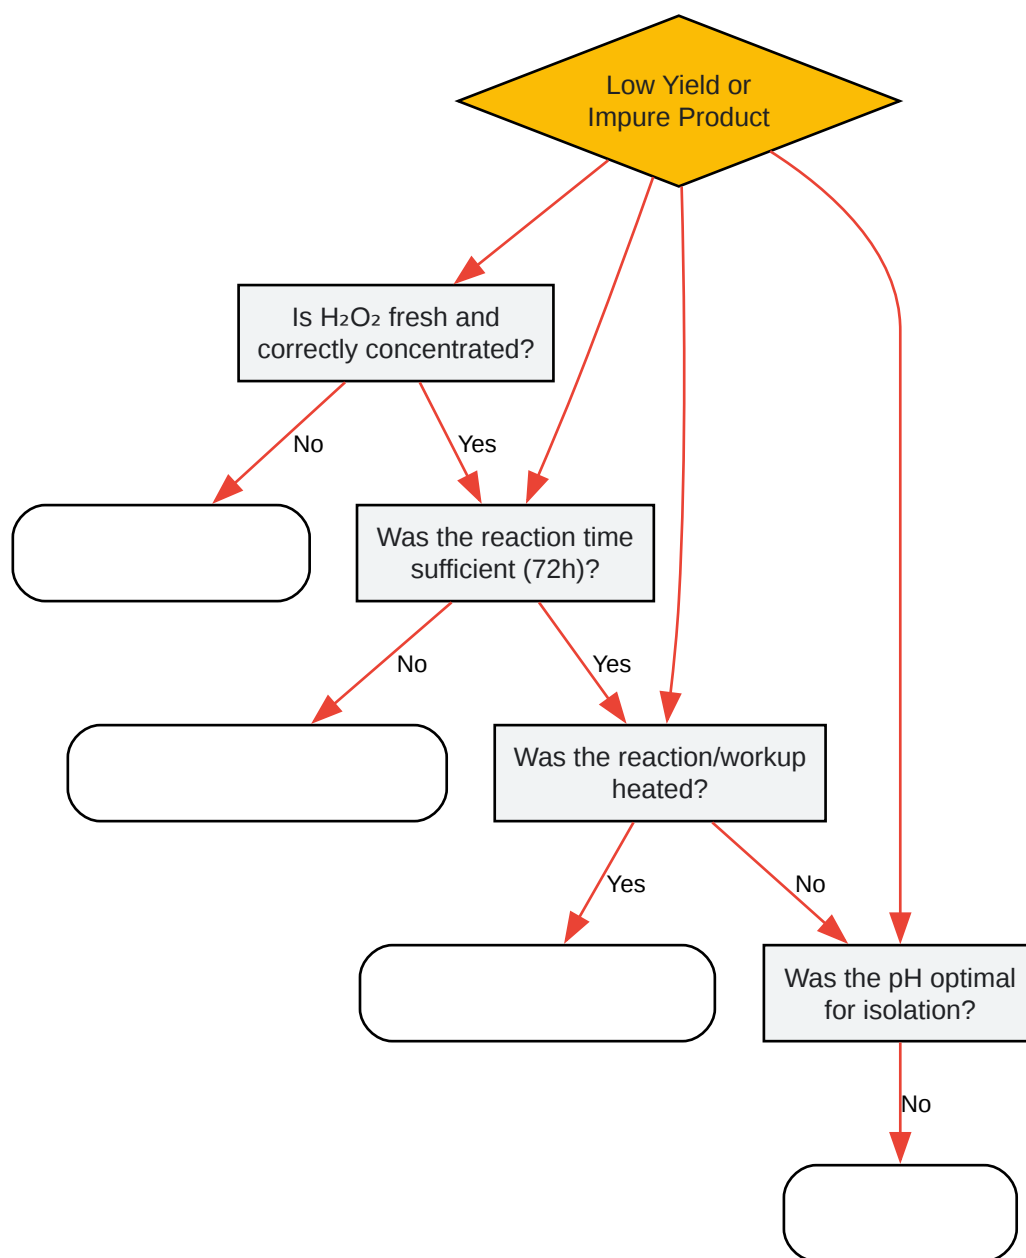 Low Yield or
Impure Product
Is H₂O₂ fresh and
correctly concentrated?
No
Yes
Was the reaction time
sufficient (72h)?
No
Yes
Was the reaction/workup
heated?
Yes
No
Was the pH optimal
for isolation?
No